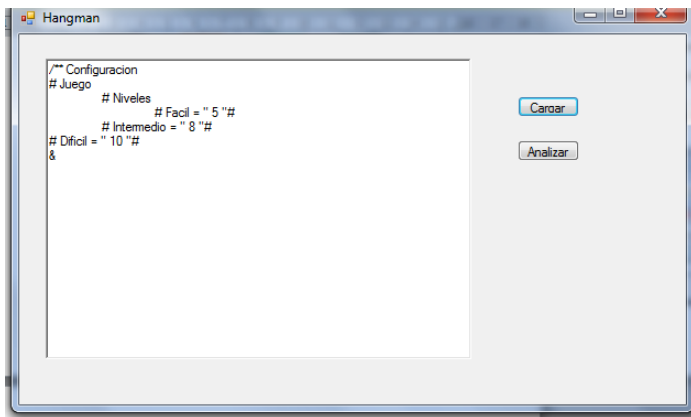 Hangman
/** Configuracion
# Juego
# Niveles
# Facil = " 5 "#
# Intermedio = " 8 "#
# Dificil = " 10 "#
&
Cargar
Analizar